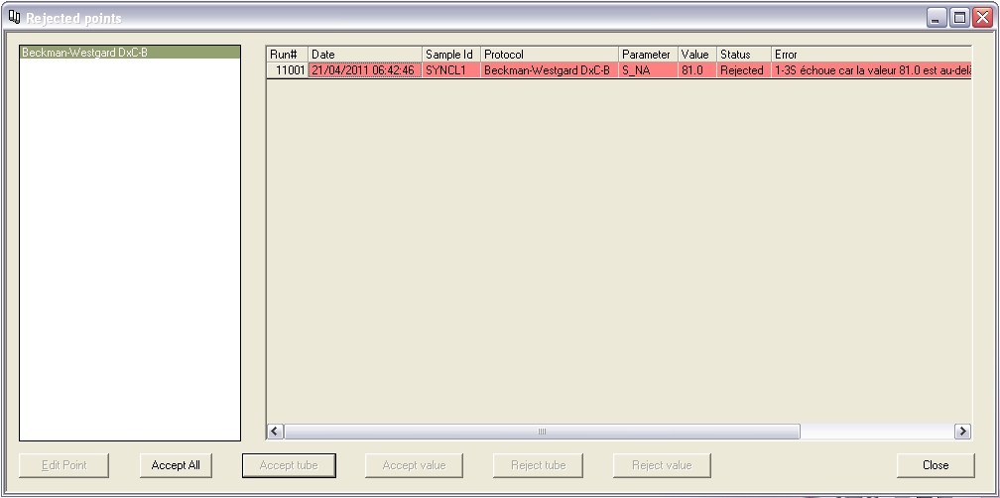 Rejected points
Beckman-Westgard DxC-B
Run# Date Sample Id Protocol Parameter Value Status Error
11001 21/04/2011 06:42:46 SYNCL1 Beckman-Westgard DxC-B S_NA 81.0 Rejected 1-3S échoue car la valeur 81.0 est au-delà
Edit Point Accept All Accept tube Accept value Reject tube Reject value Close